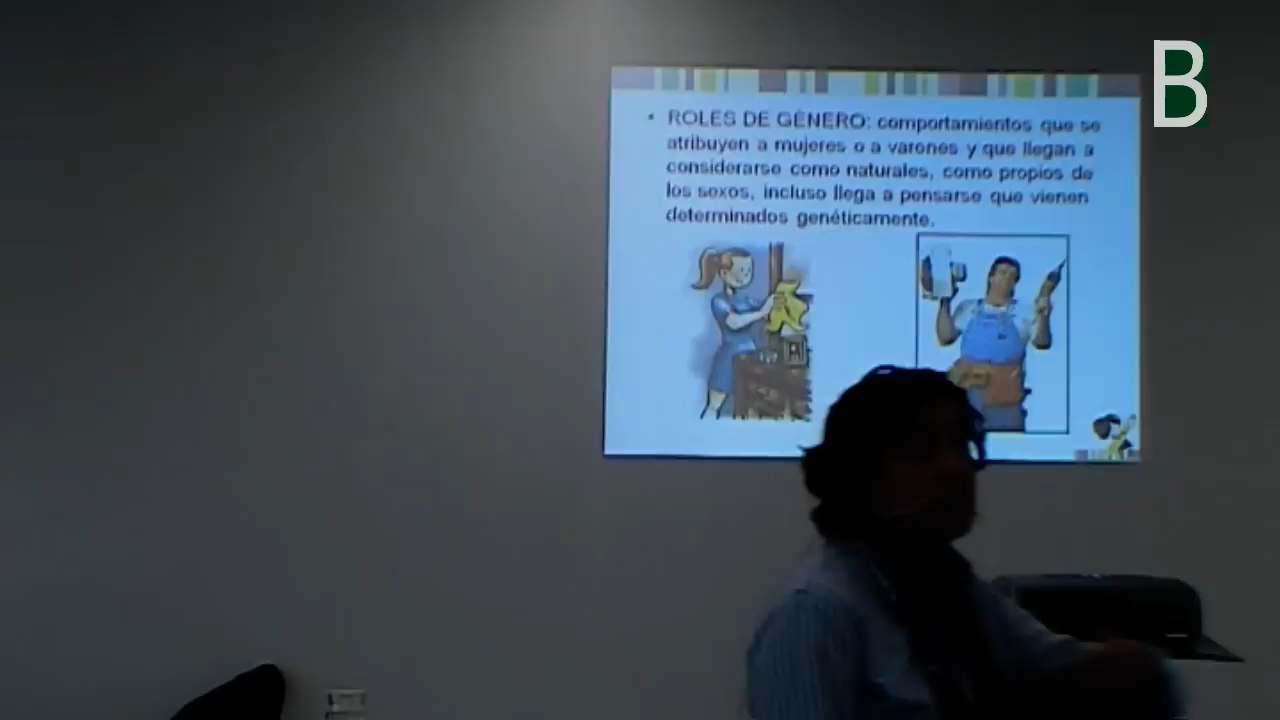 B
• ROLES DE GÉNERO: comportamientos que se
atribuyen a mujeres o a varones y que llegan a
considerarse como naturales, como propios de
los sexos, incluso llega a pensarse que vienen
determinados genéticamente.